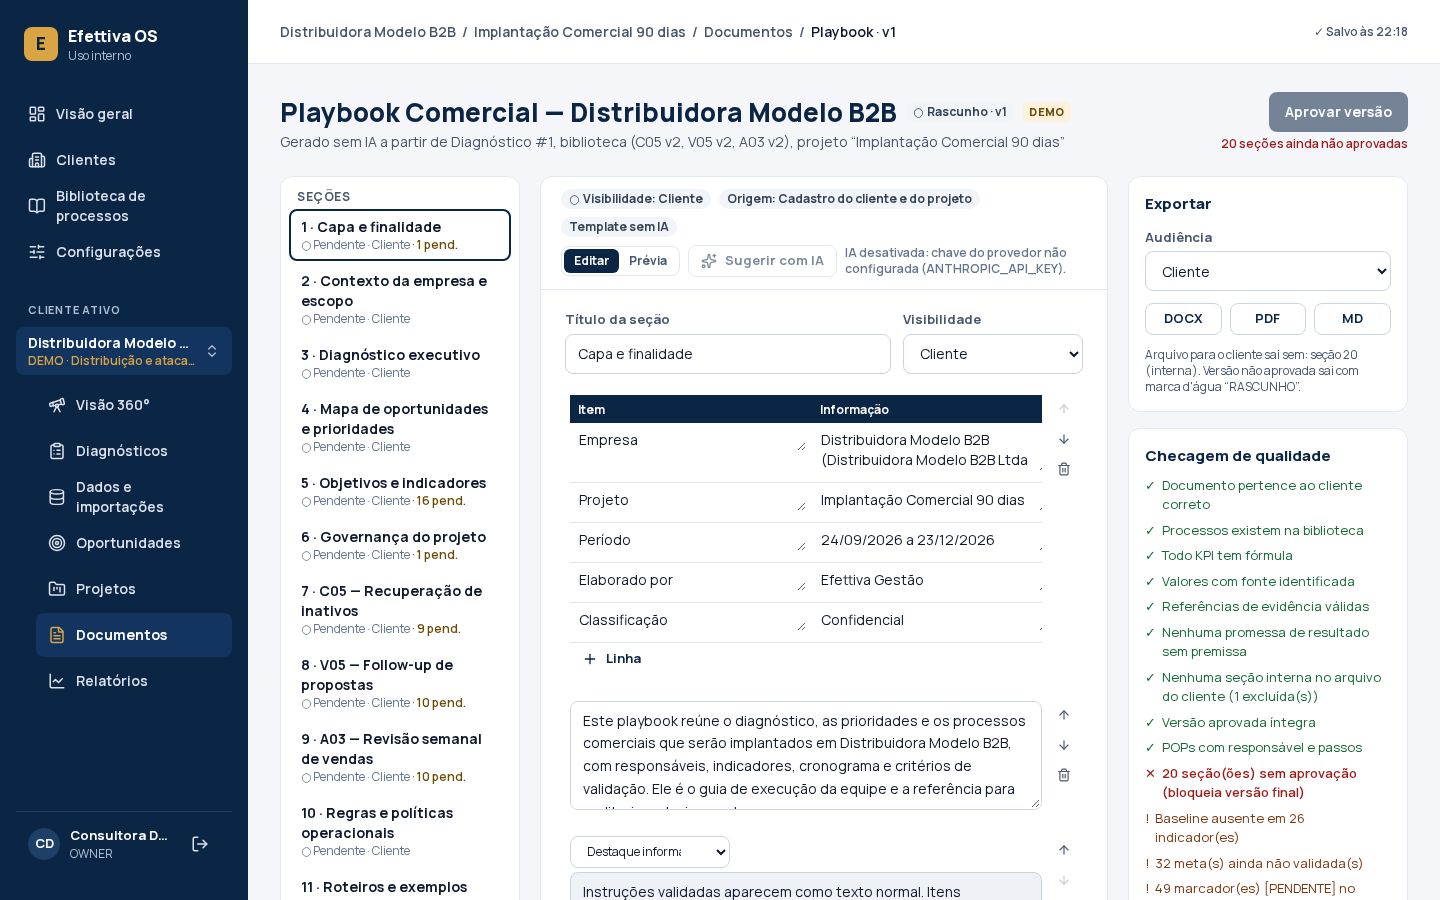 E
Efettiva OS
Uso interno
Visão geral
Clientes
Biblioteca de
processos
Configurações
CLIENTE ATIVO
Distribuidora Modelo ...
DEMO · Distribuição e ataca...
Visão 360°
Diagnósticos
Dados e
importações
Oportunidades
Projetos
Documentos
Relatórios
CD
Consultora D...
OWNER
Distribuidora Modelo B2B / Implantação Comercial 90 dias / Documentos / Playbook · v1
✓ Salvo às 22:18
Playbook Comercial — Distribuidora Modelo B2B
○ Rascunho · v1
DEMO
Gerado sem IA a partir de Diagnóstico #1, biblioteca (C05 v2, V05 v2, A03 v2), projeto “Implantação Comercial 90 dias”
Aprovar versão
20 seções ainda não aprovadas
SEÇÕES
1 · Capa e finalidade
○ Pendente · Cliente · 1 pend.
2 · Contexto da empresa e
escopo
○ Pendente · Cliente
3 · Diagnóstico executivo
○ Pendente · Cliente
4 · Mapa de oportunidades
e prioridades
○ Pendente · Cliente
5 · Objetivos e indicadores
○ Pendente · Cliente · 16 pend.
6 · Governança do projeto
○ Pendente · Cliente · 1 pend.
7 · C05 — Recuperação de
inativos
○ Pendente · Cliente · 9 pend.
8 · V05 — Follow-up de
propostas
○ Pendente · Cliente · 10 pend.
9 · A03 — Revisão semanal
de vendas
○ Pendente · Cliente · 10 pend.
10 · Regras e políticas
operacionais
○ Pendente · Cliente
11 · Roteiros e exemplos
○ Visibilidade: Cliente
Origem: Cadastro do cliente e do projeto
Template sem IA
Editar
Prévia
Sugerir com IA
IA desativada: chave do provedor não
configurada (ANTHROPIC_API_KEY).
Título da seção
Visibilidade
Capa e finalidade
Cliente
Item
Informação
Empresa
Distribuidora Modelo B2B
(Distribuidora Modelo B2B Ltda
Projeto
Implantação Comercial 90 dias
Período
24/09/2026 a 23/12/2026
Elaborado por
Efettiva Gestão
Classificação
Confidencial
+ Linha
Este playbook reúne o diagnóstico, as prioridades e os processos
comerciais que serão implantados em Distribuidora Modelo B2B,
com responsáveis, indicadores, cronograma e critérios de
validação. Ele é o guia de execução da equipe e a referência para
Destaque informa
Instruções validadas aparecem como texto normal. Itens
Exportar
Audiência
Cliente
DOCX
PDF
MD
Arquivo para o cliente sai sem: seção 20
(interna). Versão não aprovada sai com
marca d'água “RASCUNHO”.
Checagem de qualidade
✓ Documento pertence ao cliente
correto
✓ Processos existem na biblioteca
✓ Todo KPI tem fórmula
✓ Valores com fonte identificada
✓ Referências de evidência válidas
✓ Nenhuma promessa de resultado
sem premissa
✓ Nenhuma seção interna no arquivo
do cliente (1 excluída(s))
✓ Versão aprovada íntegra
✓ POPs com responsável e passos
✕ 20 seção(ões) sem aprovação
(bloqueia versão final)
! Baseline ausente em 26
indicador(es)
! 32 meta(s) ainda não validada(s)
! 49 marcador(es) [PENDENTE] no